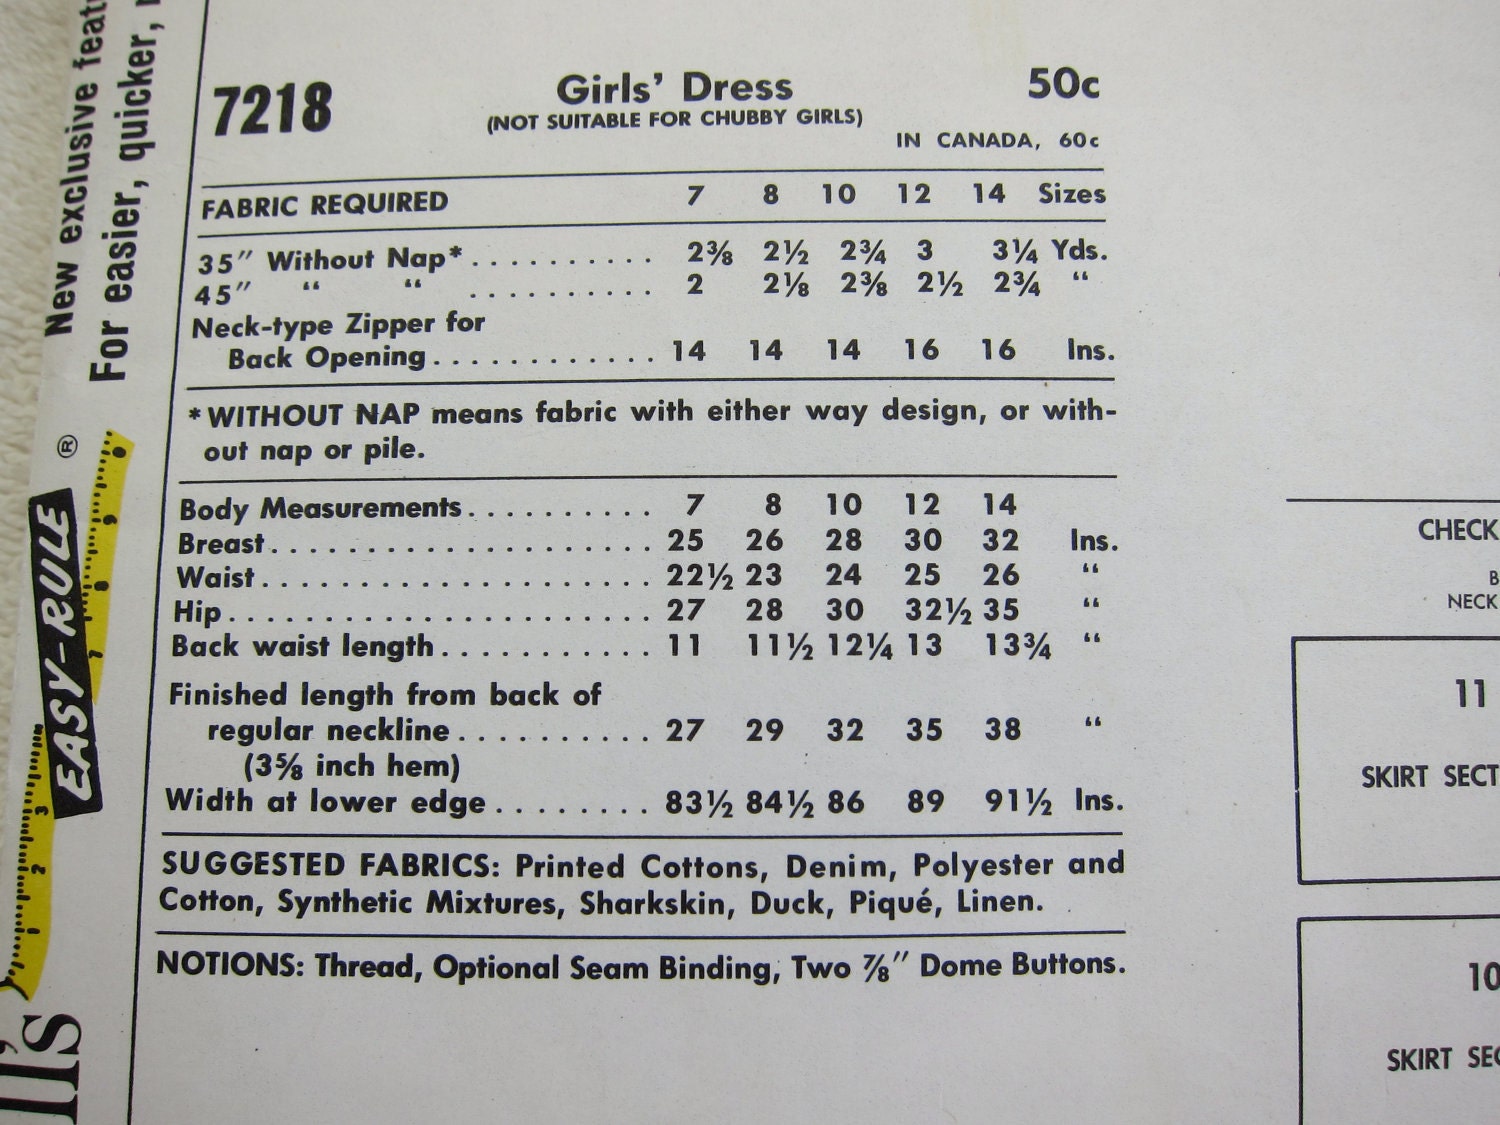 New exclusive
For easier, quicker,
EASY-RULE ®
7218
Girls’ Dress
50c
(NOT SUITABLE FOR CHUBBY GIRLS)
IN CANADA, 60c
FABRIC REQUIRED 7 8 10 12 14 Sizes
35″ Without Nap* .......... 2⅜ 2½ 2¾ 3 3¼ Yds.
45″ “ “ .......... 2 2⅛ 2⅜ 2½ 2¾ “
Neck-type Zipper for
Back Opening ............ 14 14 14 16 16 Ins.
*WITHOUT NAP means fabric with either way design, or with-
out nap or pile.
Body Measurements .......... 7 8 10 12 14
Breast .................... 25 26 28 30 32 Ins.
Waist ..................... 22½ 23 24 25 26 “
Hip ....................... 27 28 30 32½ 35 “
Back waist length ........... 11 11½ 12¼ 13 13¾ “
Finished length from back of
regular neckline .......... 27 29 32 35 38 “
(3⅝ inch hem)
Width at lower edge ........ 83½ 84½ 86 89 91½ Ins.
SUGGESTED FABRICS: Printed Cottons, Denim, Polyester and
Cotton, Synthetic Mixtures, Sharkskin, Duck, Piqué, Linen.
NOTIONS: Thread, Optional Seam Binding, Two ⅞″ Dome Buttons.
CHECK
NECK
11
SKIRT
10
SKIRT